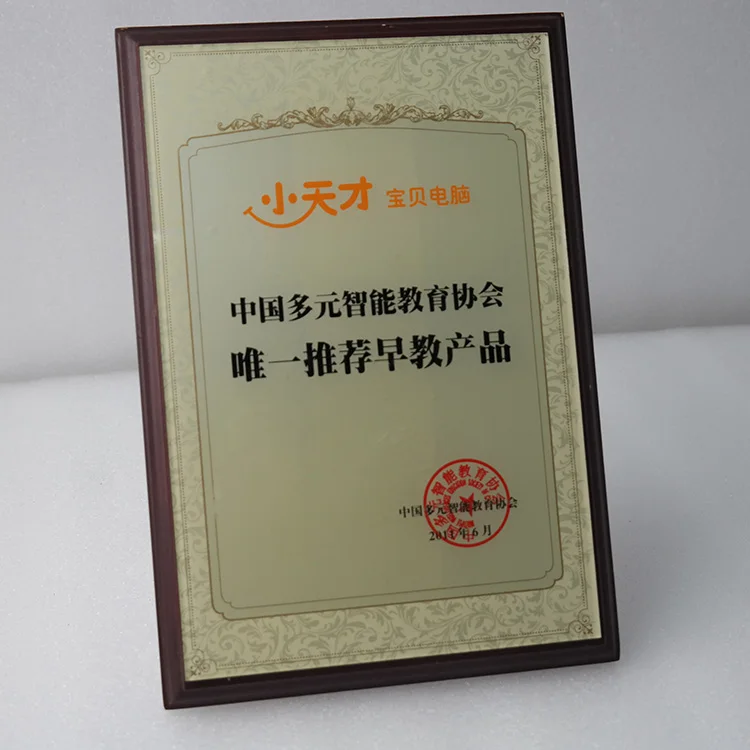 小天才 宝贝电脑
中国多元智能教育协会
唯一推荐早教产品
中国多元智能教育协会
2011年6月